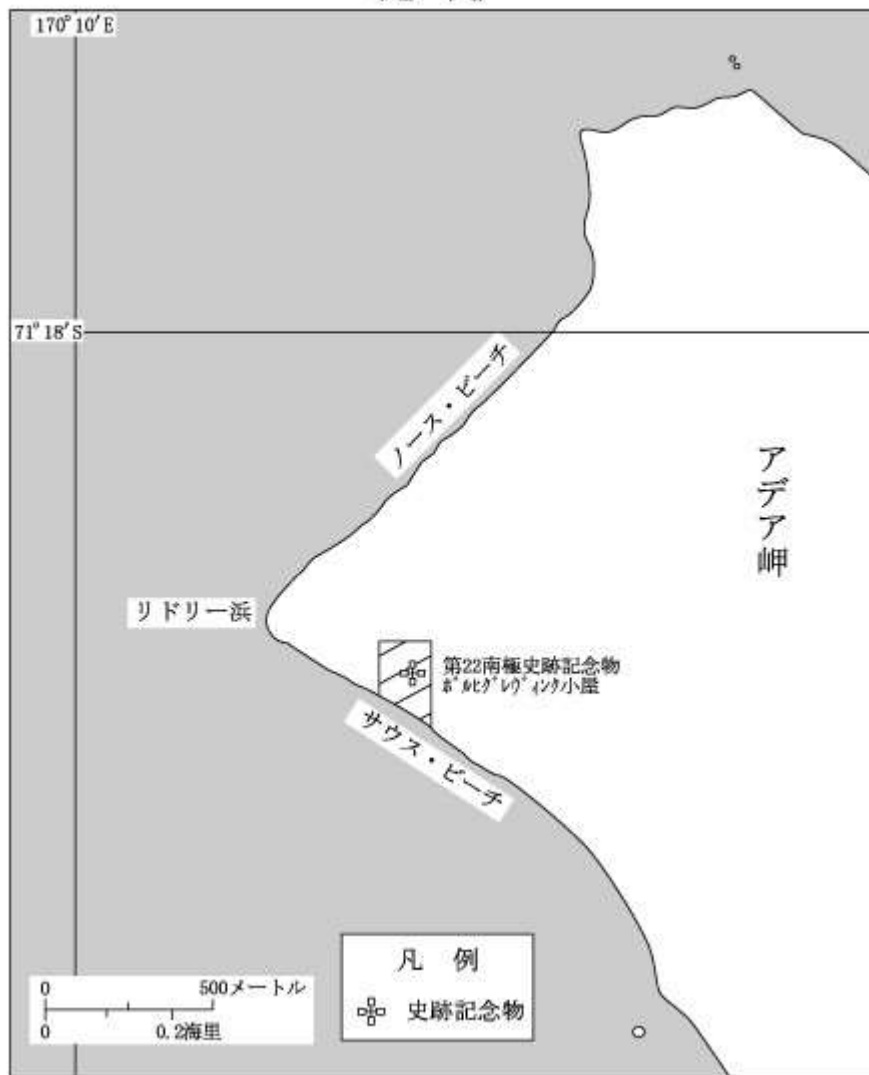 170°10′E
71°18′S
ノース・ビーチ
アデア岬
リドリー浜
第22南極史跡記念物
ボルヒグレヴィンク小屋
サウス・ビーチ
凡 例
史跡記念物
0 500メートル
0 0.2海里